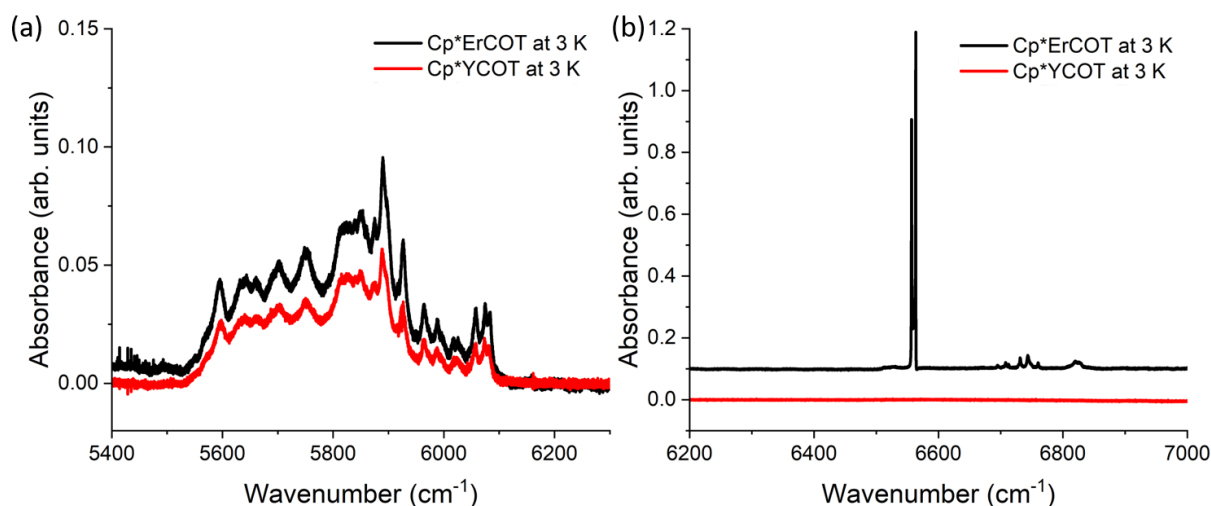 (a)
0.15
0.10
0.05
0.00
Absorbance (arb. units)
Cp*ErCOT at 3 K
Cp*YCOT at 3 K
5400 5600 5800 6000 6200
Wavenumber (cm⁻¹)
(b)
1.2
1.0
0.8
0.6
0.4
0.2
0.0
Absorbance (arb. units)
Cp*ErCOT at 3 K
Cp*YCOT at 3 K
6200 6400 6600 6800 7000
Wavenumber (cm⁻¹)